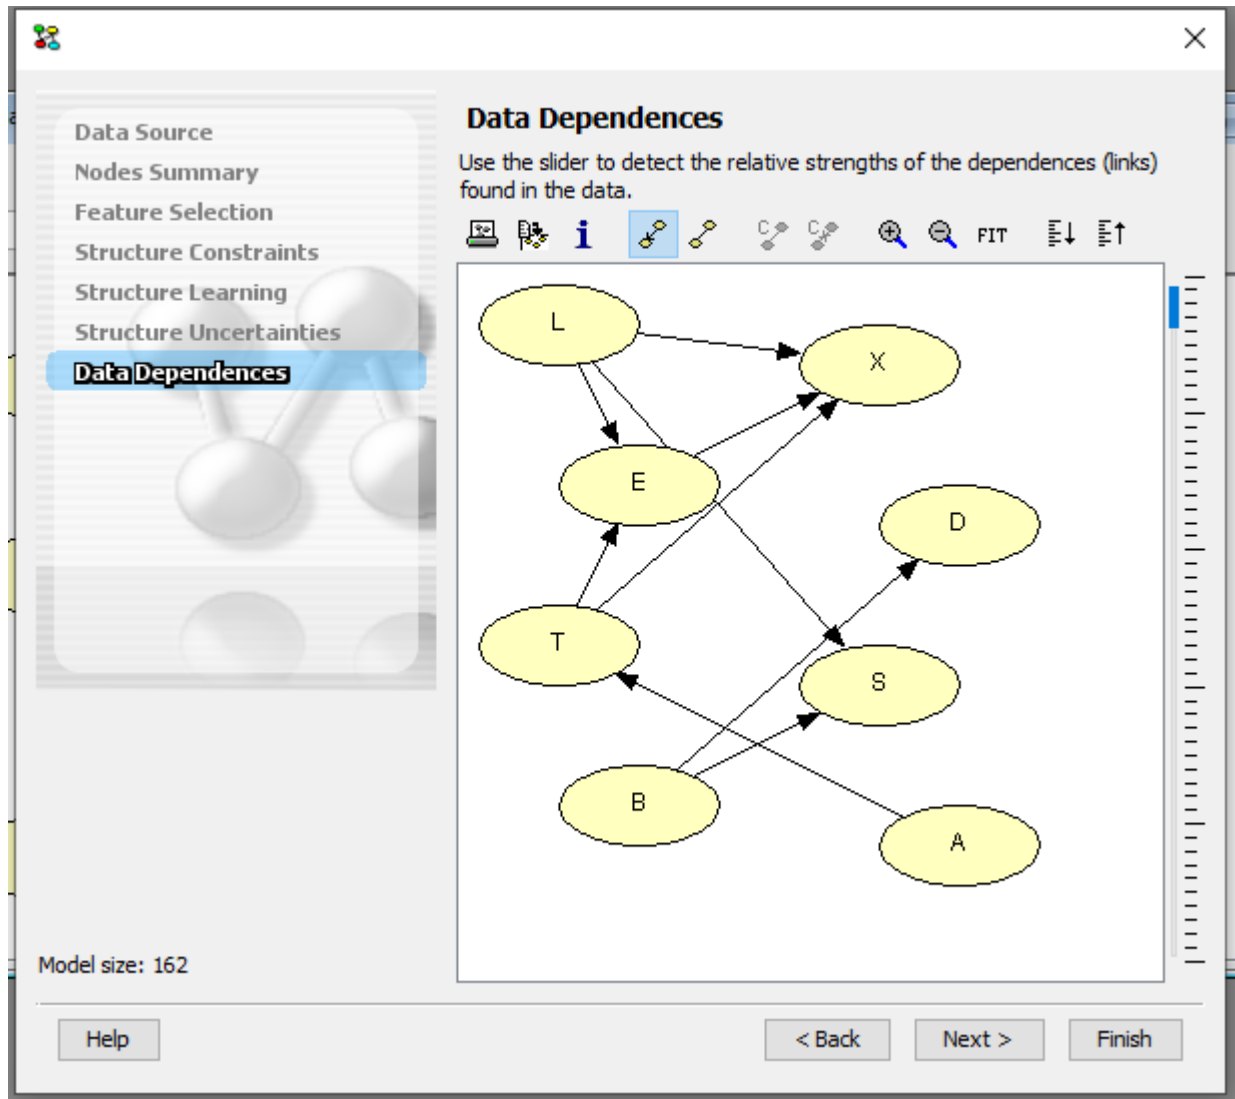 Data Source
Nodes Summary
Feature Selection
Structure Constraints
Structure Learning
Structure Uncertainties
Data Dependences
Model size: 162
Data Dependences
Use the slider to detect the relative strengths of the dependences (links)
found in the data.
FIT
L
X
E
D
T
S
B
A
Help
< Back
Next >
Finish